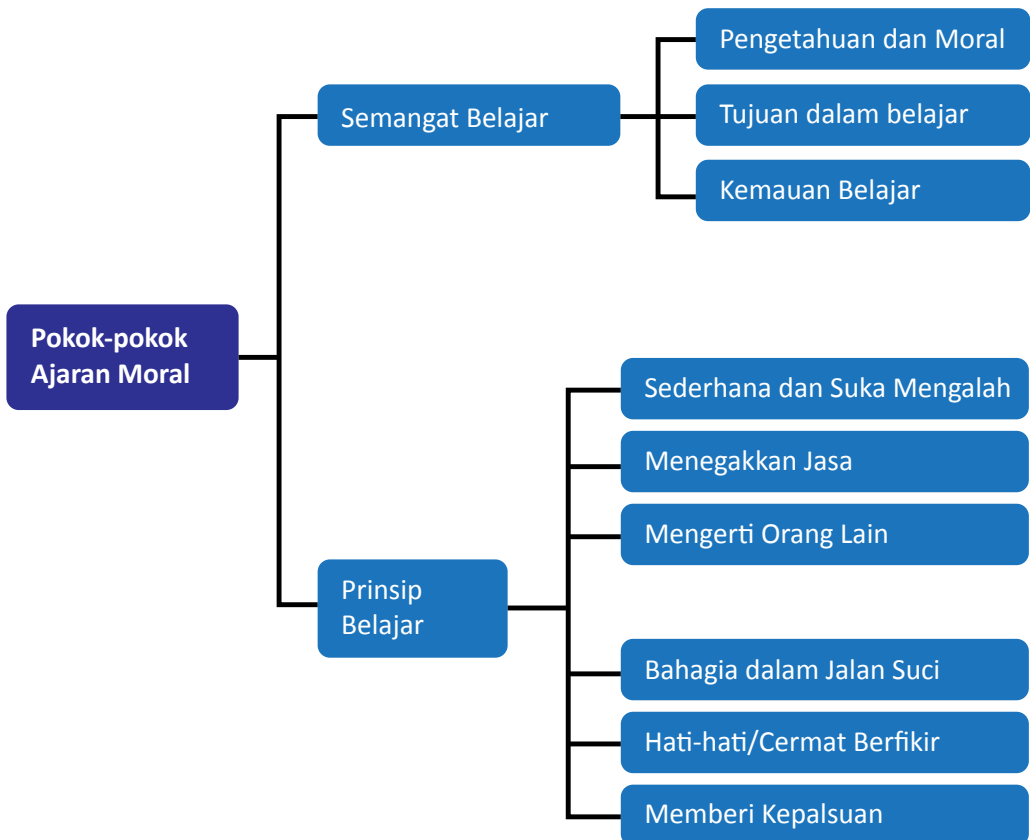 Pokok-pokok
Ajaran Moral
Semangat Belajar
Pengetahuan dan Moral
Tujuan dalam belajar
Kemauan Belajar
Prinsip
Belajar
Sederhana dan Suka Mengalah
Menegakkan Jasa
Mengerti Orang Lain
Bahagia dalam Jalan Suci
Hati-hati/Cermat Berfikir
Memberi Kepalsuan